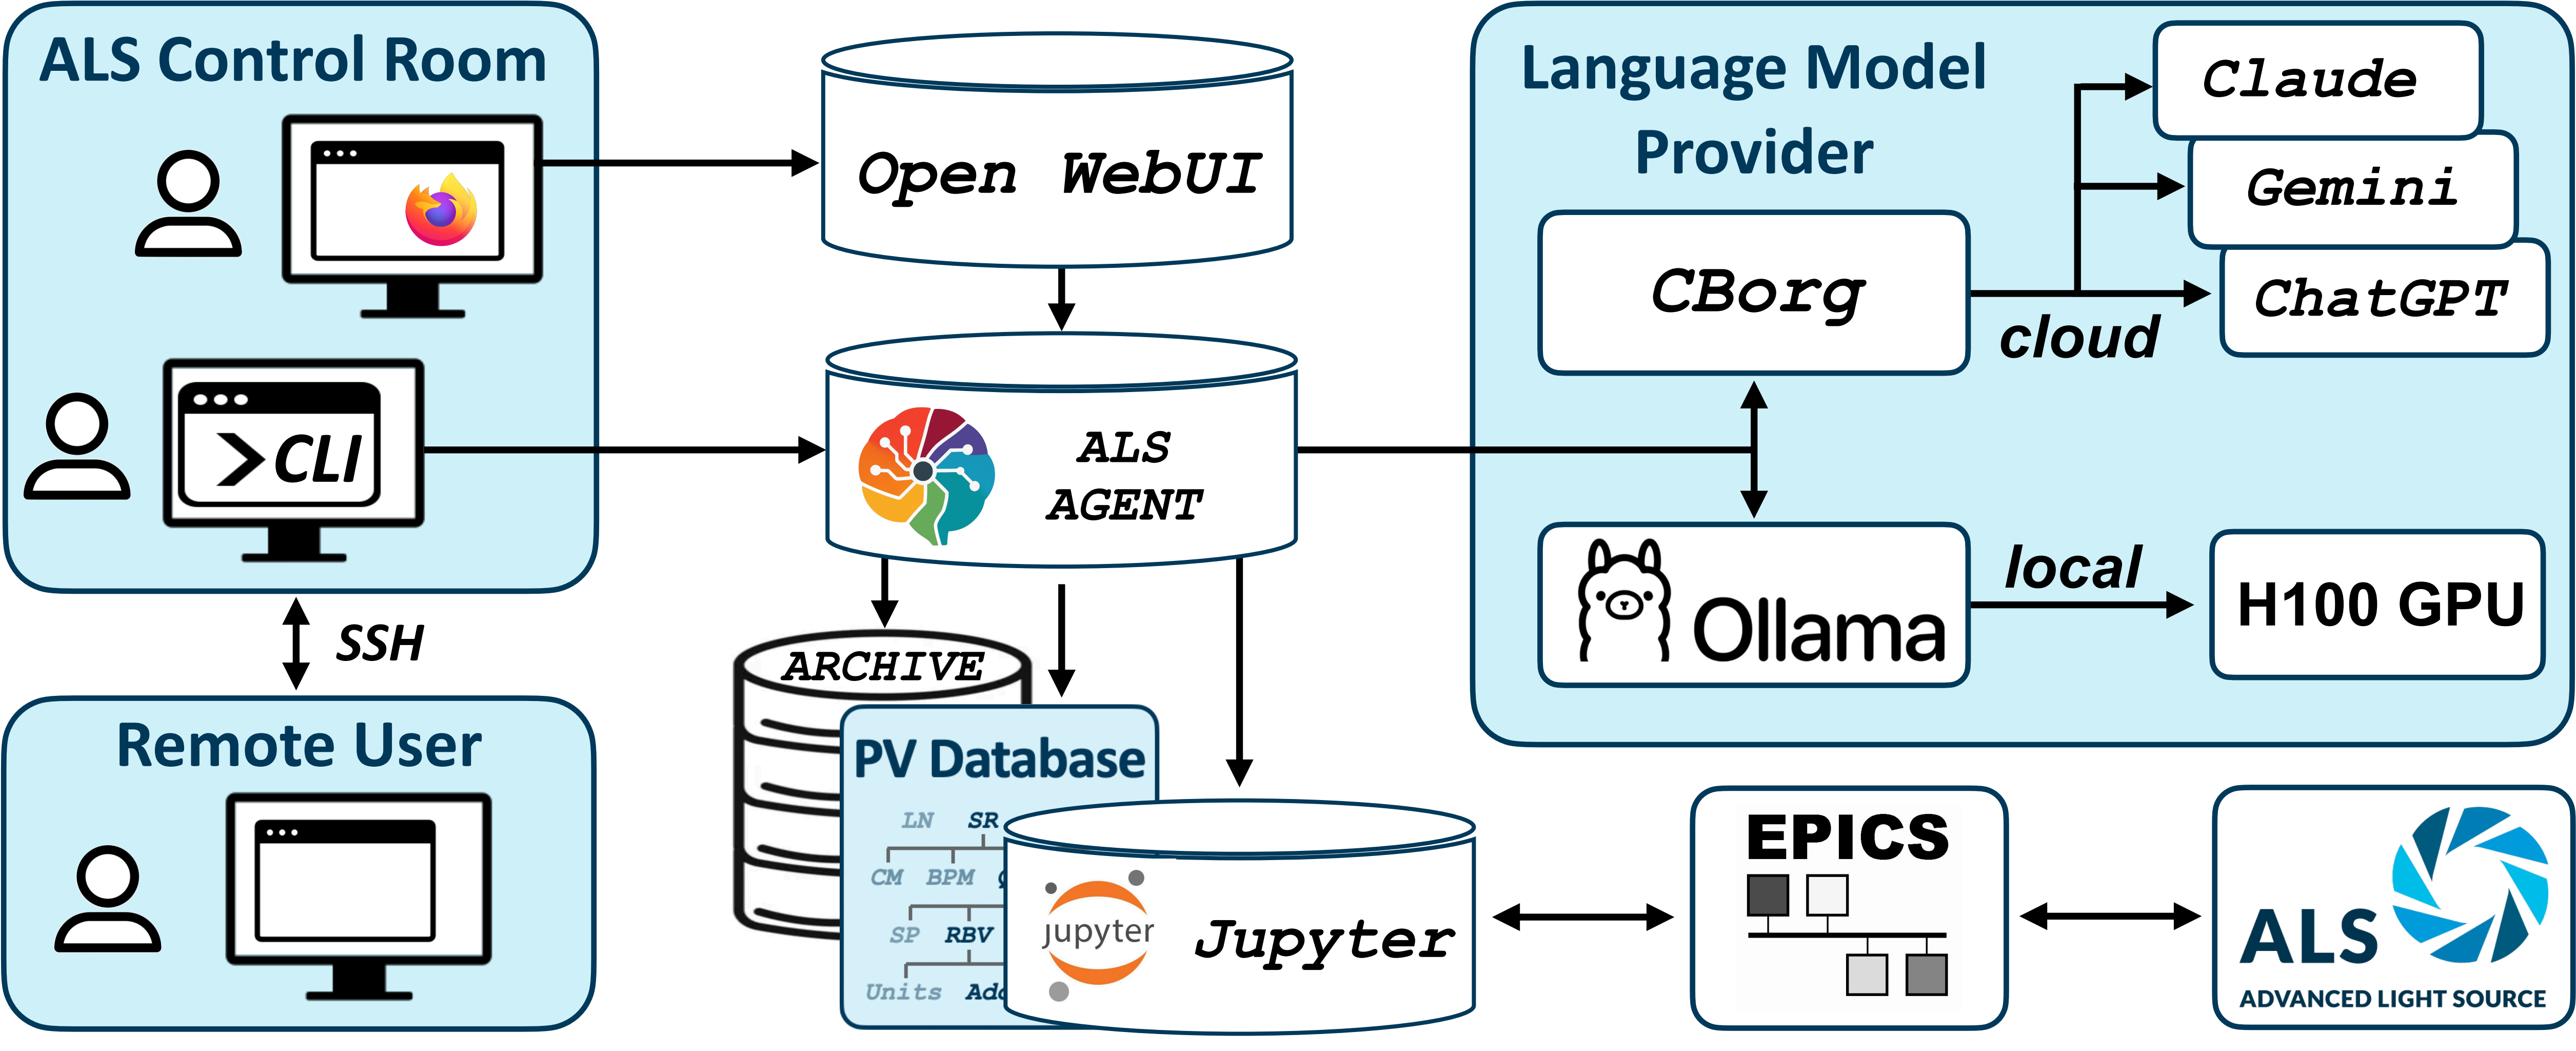 ALS Control Room
>CLI
SSH
Remote User
Open WebUI
ALS
AGENT
ARCHIVE
PV Database
LN SR
CM BPM
SP RBV
Units
jupyter
Jupyter
Language Model
Provider
CBorg
cloud
Claude
Gemini
ChatGPT
Ollama
local
H100 GPU
EPICS
ALS
ADVANCED LIGHT SOURCE